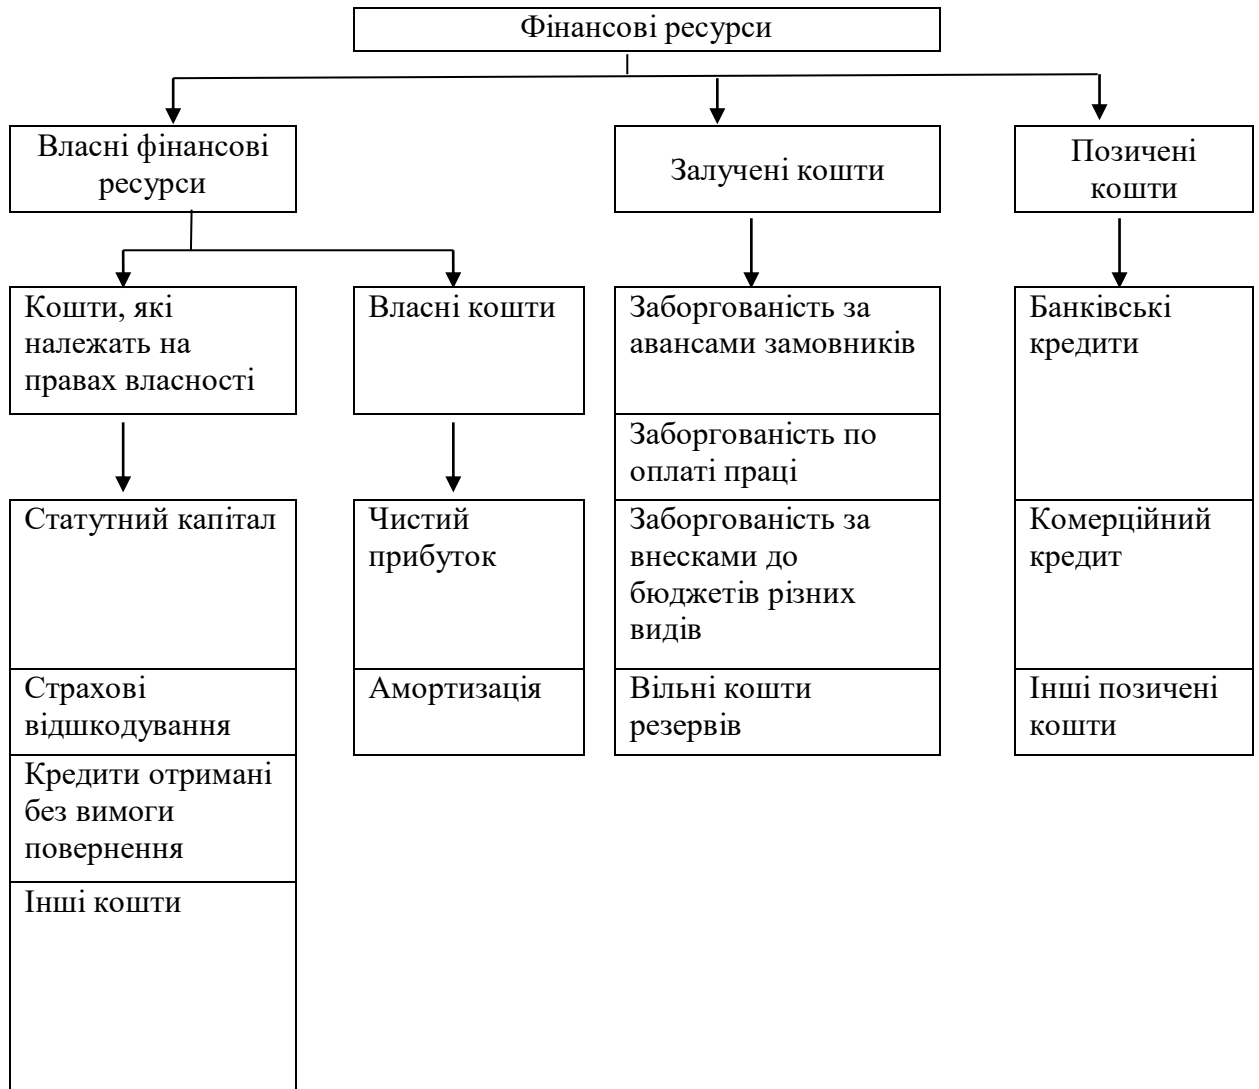 Фінансові ресурси
Власні фінансові
ресурси
Залучені кошти
Позичені
кошти
Кошти, які
належать на
правах власності
Власні кошти
Заборгованість за
авансами замовників
Банківські
кредити
Заборгованість по
оплаті праці
Статутний капітал
Чистий
прибуток
Заборгованість за
внесками до
бюджетів різних
видів
Комерційний
кредит
Страхові
відшкодування
Амортизація
Вільні кошти
резервів
Інші позичені
кошти
Кредити отримані
без вимоги
повернення
Інші кошти